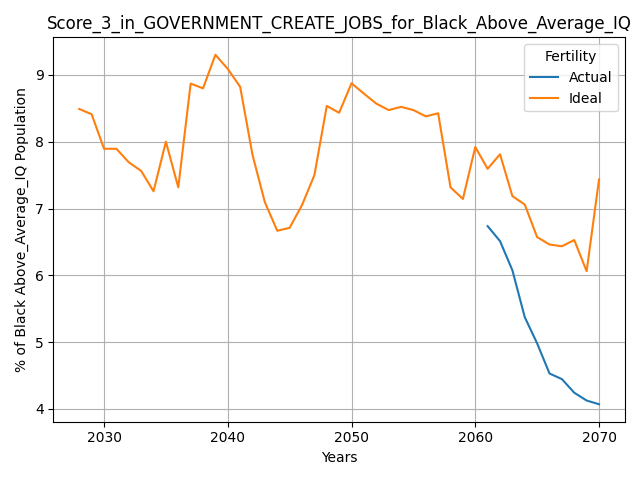 Score_3_in_GOVERNMENT_CREATE_JOBS_for_Black_Above_Average_IQ
Fertility
Actual
Ideal
% of Black Above_Average_IQ Population
9
8
7
6
5
4
2030 2040 2050 2060 2070
Years